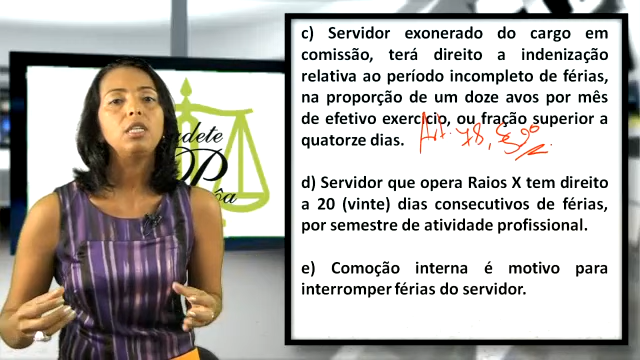 c) Servidor exonerado do cargo em
comissão, terá direito a indenização
relativa ao período incompleto de férias,
na proporção de um doze avos por mês
de efetivo exercício, ou fração superior a
quatorze dias. Art. 78, § 3º
d) Servidor que opera Raios X tem direito
a 20 (vinte) dias consecutivos de férias,
por semestre de atividade profissional.
e) Comoção interna é motivo para
interromper férias do servidor.